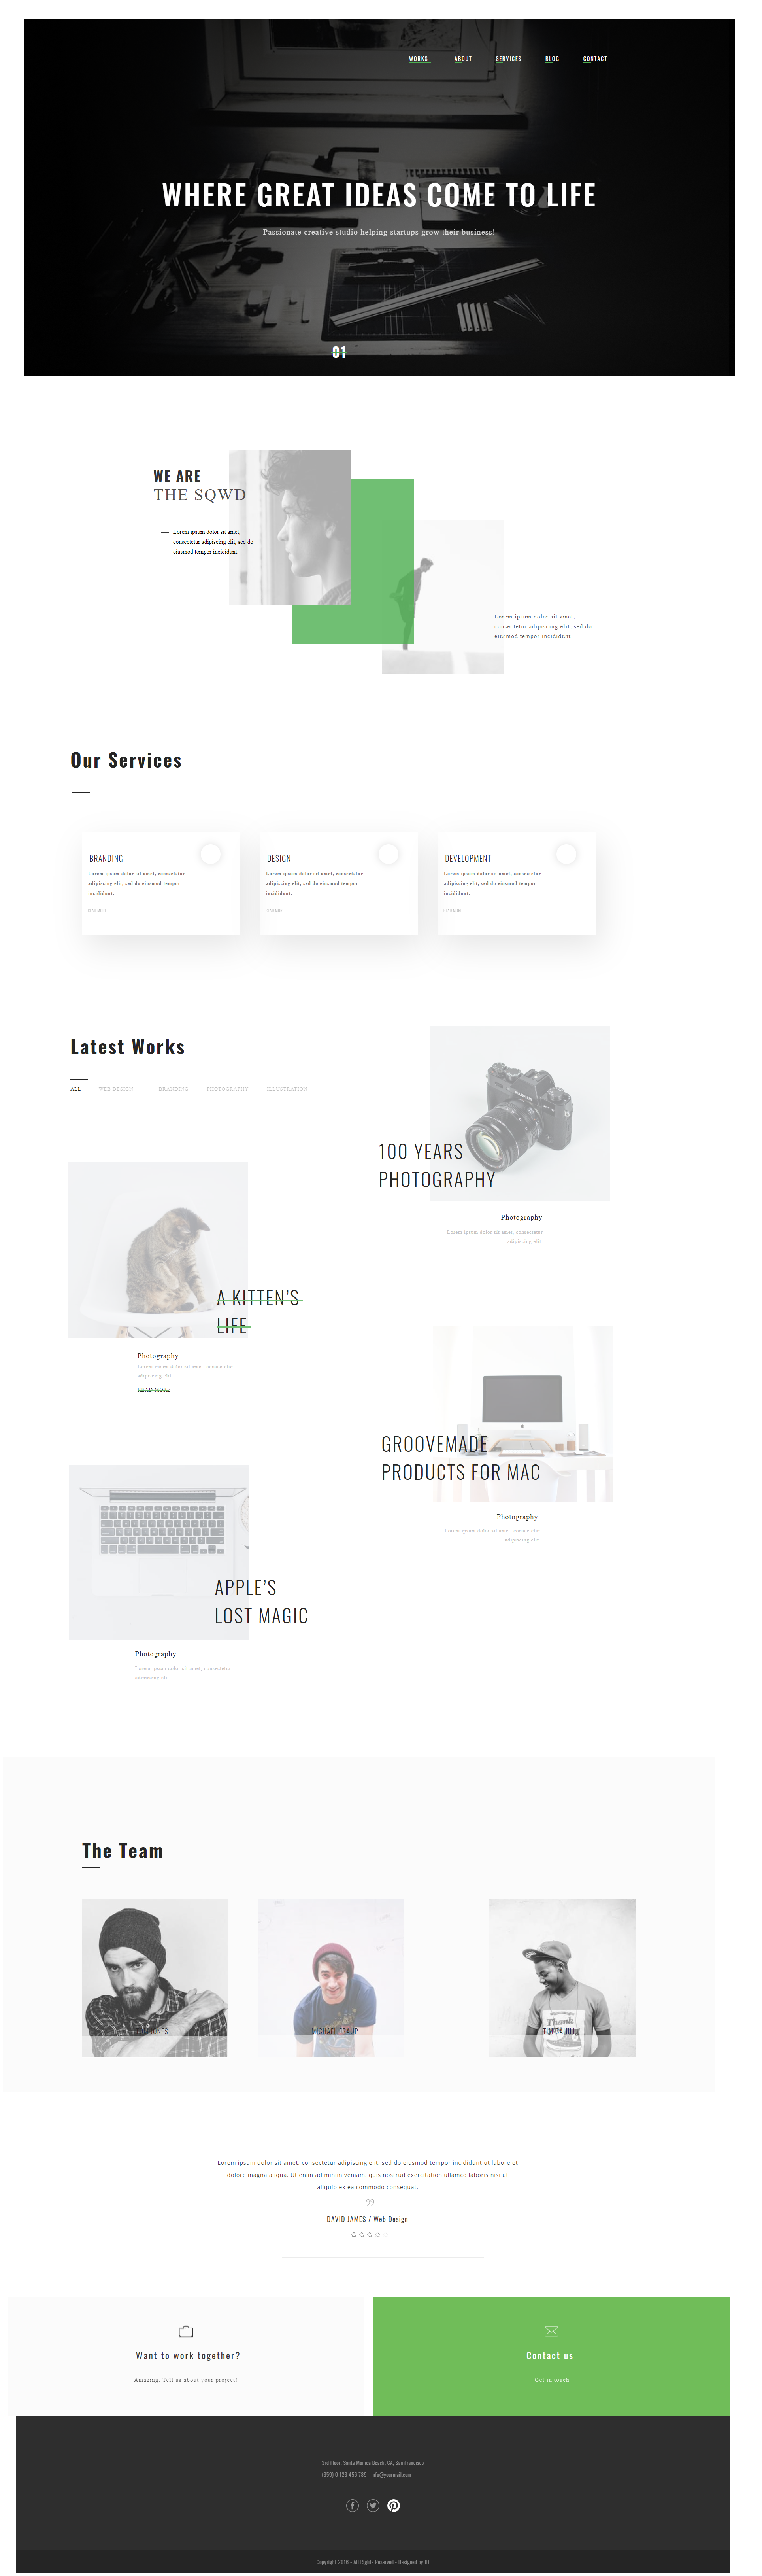 WORKS ABOUT SERVICES BLOG CONTACT
WHERE GREAT IDEAS COME TO LIFE
Passionate creative studio helping startups grow their business!
01
WE ARE
THE SQWD
Lorem ipsum dolor sit amet,
consectetur adipiscing elit, sed do
eiusmod tempor incididunt.
Lorem ipsum dolor sit amet,
consectetur adipiscing elit, sed do
eiusmod tempor incididunt.
Our Services
BRANDING
Lorem ipsum dolor sit amet, consectetur
adipiscing elit, sed do eiusmod tempor
incididunt.
READ MORE
DESIGN
Lorem ipsum dolor sit amet, consectetur
adipiscing elit, sed do eiusmod tempor
incididunt.
READ MORE
DEVELOPMENT
Lorem ipsum dolor sit amet, consectetur
adipiscing elit, sed do eiusmod tempor
incididunt.
READ MORE
Latest Works
ALL WEB DESIGN BRANDING PHOTOGRAPHY ILLUSTRATION
100 YEARS
PHOTOGRAPHY
Photography
Lorem ipsum dolor sit amet, consectetur
adipiscing elit.
A KITTEN’S
LIFE
Photography
Lorem ipsum dolor sit amet, consectetur
adipiscing elit.
READ MORE
GROOVEMADE
PRODUCTS FOR MAC
Photography
Lorem ipsum dolor sit amet, consectetur
adipiscing elit.
APPLE’S
LOST MAGIC
Photography
Lorem ipsum dolor sit amet, consectetur
adipiscing elit.
The Team
JONES
MICHAEL
Thank
Lorem ipsum dolor sit amet, consectetur adipiscing elit, sed do eiusmod tempor incididunt ut labore et
dolore magna aliqua. Ut enim ad minim veniam, quis nostrud exercitation ullamco laboris nisi ut
aliquip ex ea commodo consequat.
”
DAVID JAMES / Web Design
Want to work together?
Amazing. Tell us about your project!
Contact us
Get in touch
3rd Floor, Santa Monica Beach, CA, San Francisco
(359) 0 123 456 789 - info@yourmail.com
Copyright 2016 - All Rights Reserved - Designed by